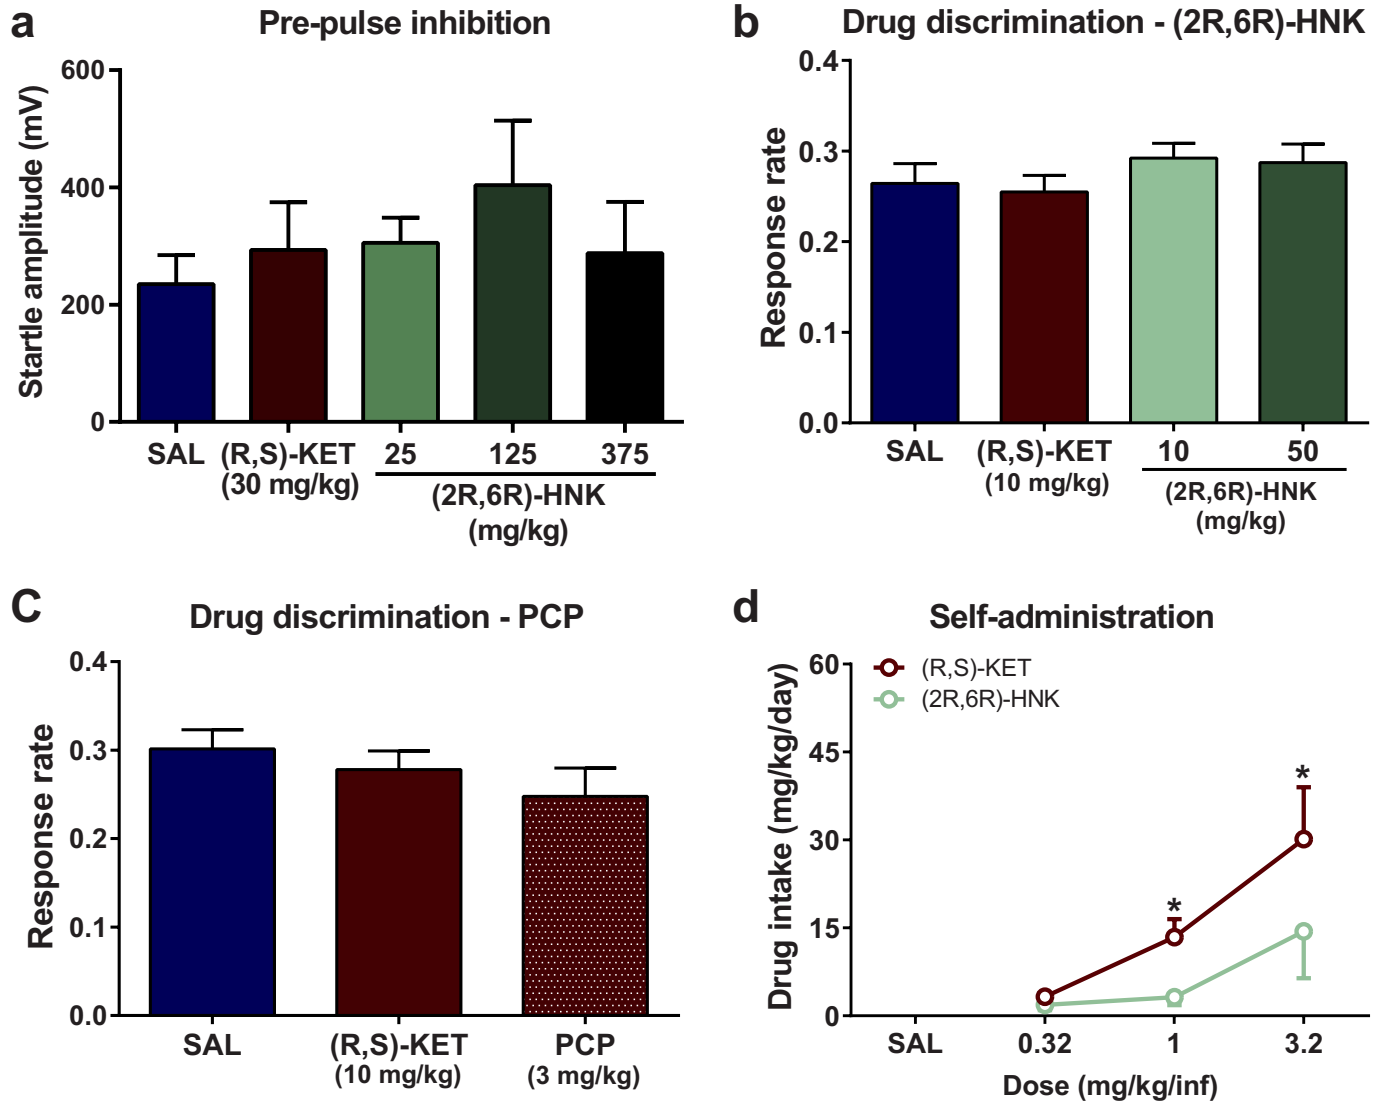 a
Pre-pulse inhibition
Startle amplitude (mV)
600
400
200
0
SAL
(R,S)-KET
(30 mg/kg)
25
125
375
(2R,6R)-HNK
(mg/kg)
b
Drug discrimination - (2R,6R)-HNK
Response rate
0.4
0.3
0.2
0.1
0.0
SAL
(R,S)-KET
(10 mg/kg)
10
50
(2R,6R)-HNK
(mg/kg)
C
Drug discrimination - PCP
Response rate
0.4
0.3
0.2
0.1
0.0
SAL
(R,S)-KET
(10 mg/kg)
PCP
(3 mg/kg)
d
Self-administration
Drug intake (mg/kg/day)
60
45
30
15
0
(R,S)-KET
(2R,6R)-HNK
*
*
SAL
0.32
1
3.2
Dose (mg/kg/inf)